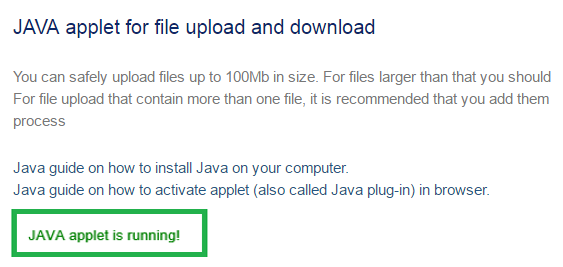 JAVA applet for file upload and download
You can safely upload files up to 100Mb in size. For files larger than that you should
For file upload that contain more than one file, it is recommended that you add them
process
Java guide on how to install Java on your computer.
Java guide on how to activate applet (also called Java plug-in) in browser.
JAVA applet is running!